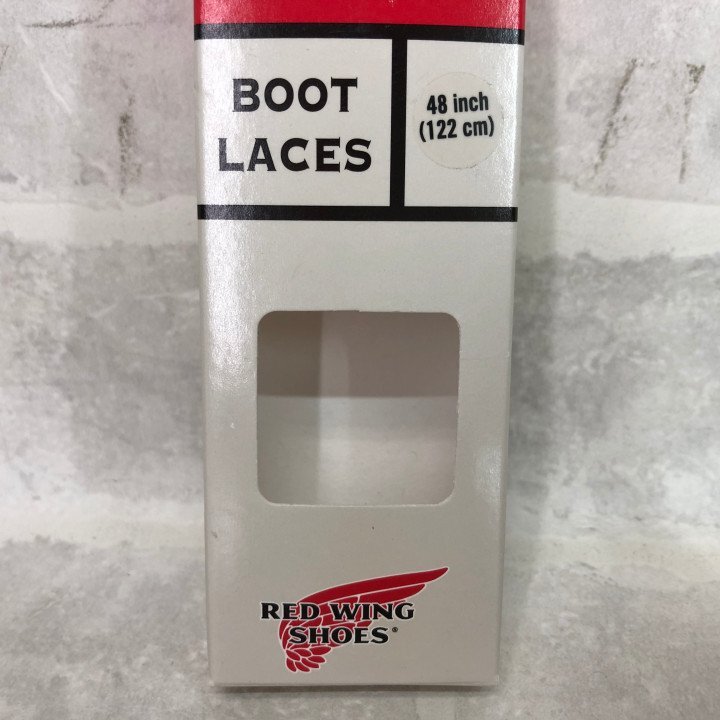 BOOT
LACES
48 inch
(122 cm)
RED WING
SHOES®